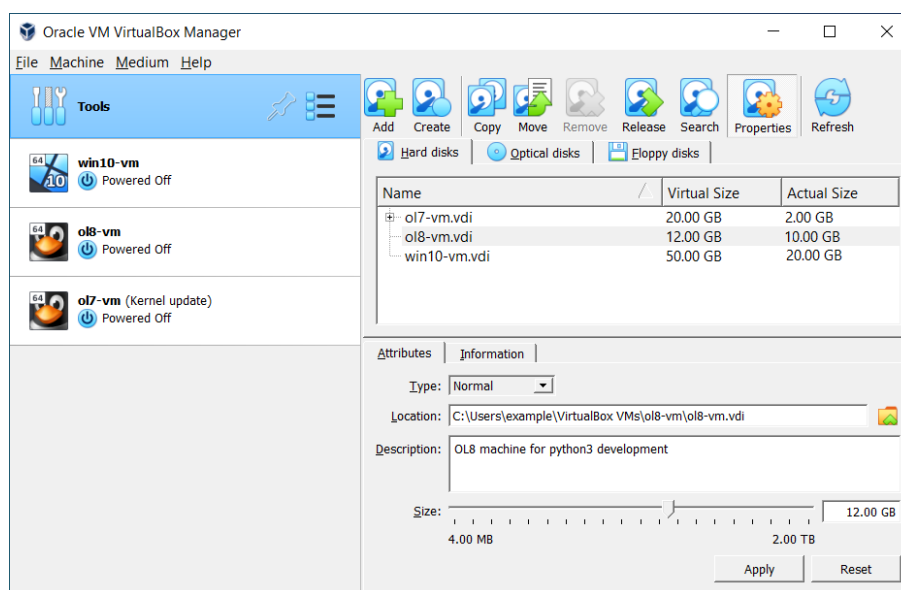 Oracle VM VirtualBox Manager
File Machine Medium Help
Tools
64 win10-vm
10 Powered Off
64 ol8-vm
Powered Off
64 ol7-vm (Kernel update)
Powered Off
Add Create Copy Move Remove Release Search Properties Refresh
Hard disks Optical disks Floppy disks
Name Virtual Size Actual Size
ol7-vm.vdi 20.00 GB 2.00 GB
ol8-vm.vdi 12.00 GB 10.00 GB
win10-vm.vdi 50.00 GB 20.00 GB
Attributes Information
Type: Normal
Location: C:\Users\example\VirtualBox VMs\ol8-vm\ol8-vm.vdi
Description: OL8 machine for python3 development
Size: 12.00 GB
4.00 MB 2.00 TB
Apply Reset